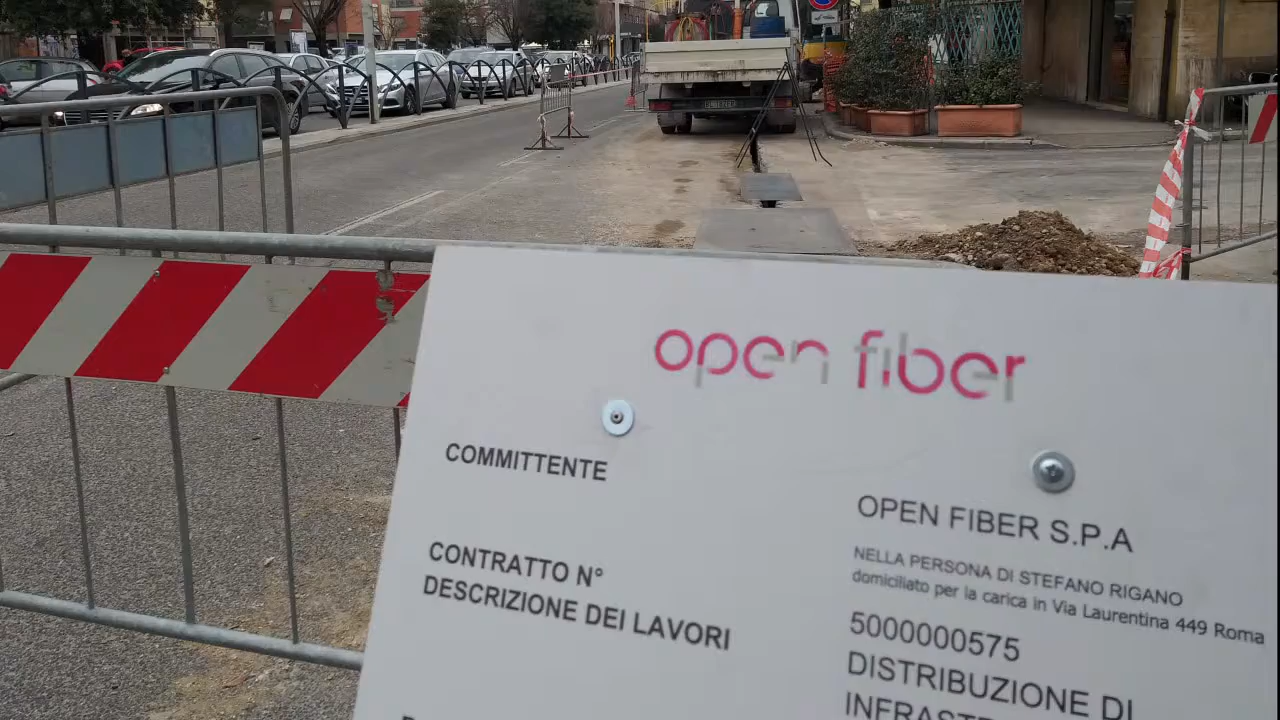 open fiber
COMMITTENTE
OPEN FIBER S.P.A
NELLA PERSONA DI STEFANO RIGANO
domiciliato per la carica in Via Laurentina 449 Roma
CONTRATTO N°
5000000575
DESCRIZIONE DEI LAVORI
DISTRIBUZIONE DI